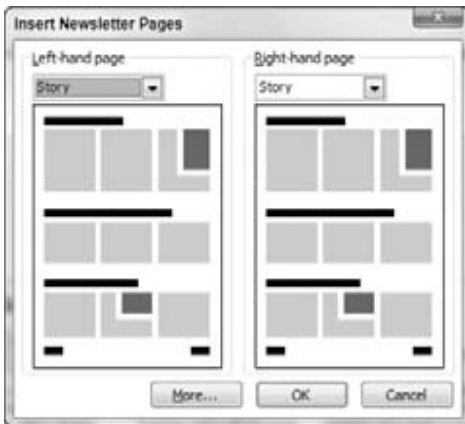 Insert Newsletter Pages
Left-hand page
Right-hand page
Story
Story
More...
OK
Cancel